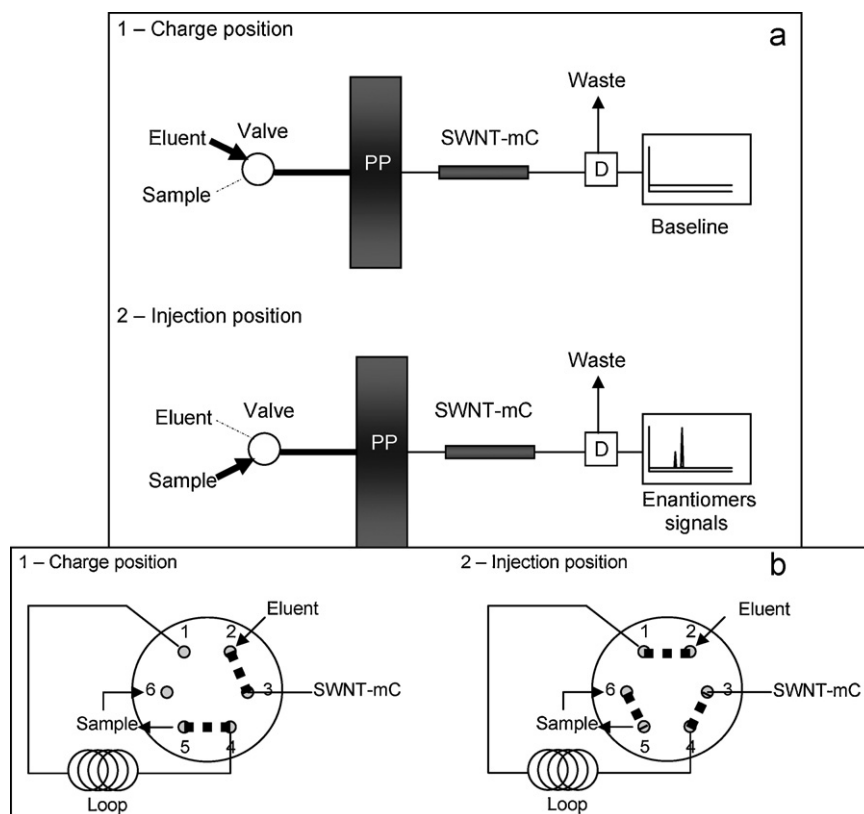 1 – Charge position
a
Waste
Eluent
Valve
SWNT-mC
PP
D
Sample
Baseline
2 – Injection position
Waste
Eluent
Valve
SWNT-mC
PP
D
Sample
Enantiomers
signals
1 – Charge position
1
2
Eluent
6
3
SWNT-mC
Sample
5
4
Loop
2 – Injection position
b
1
2
Eluent
6
3
SWNT-mC
Sample
5
4
Loop